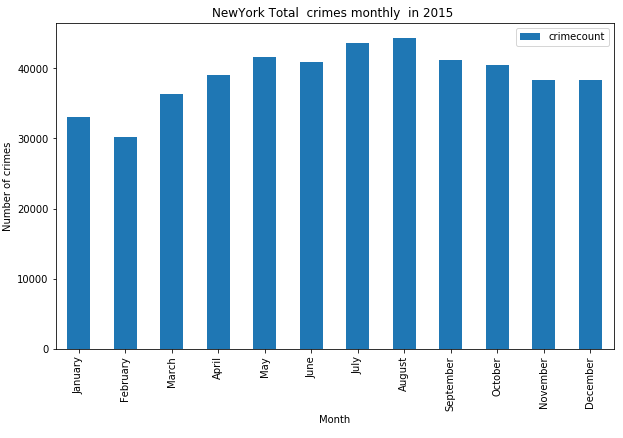 NewYork Total  crimes monthly  in 2015
crimecount
Number of crimes
40000
30000
20000
10000
0
January
February
March
April
May
June
July
August
September
October
November
December
Month